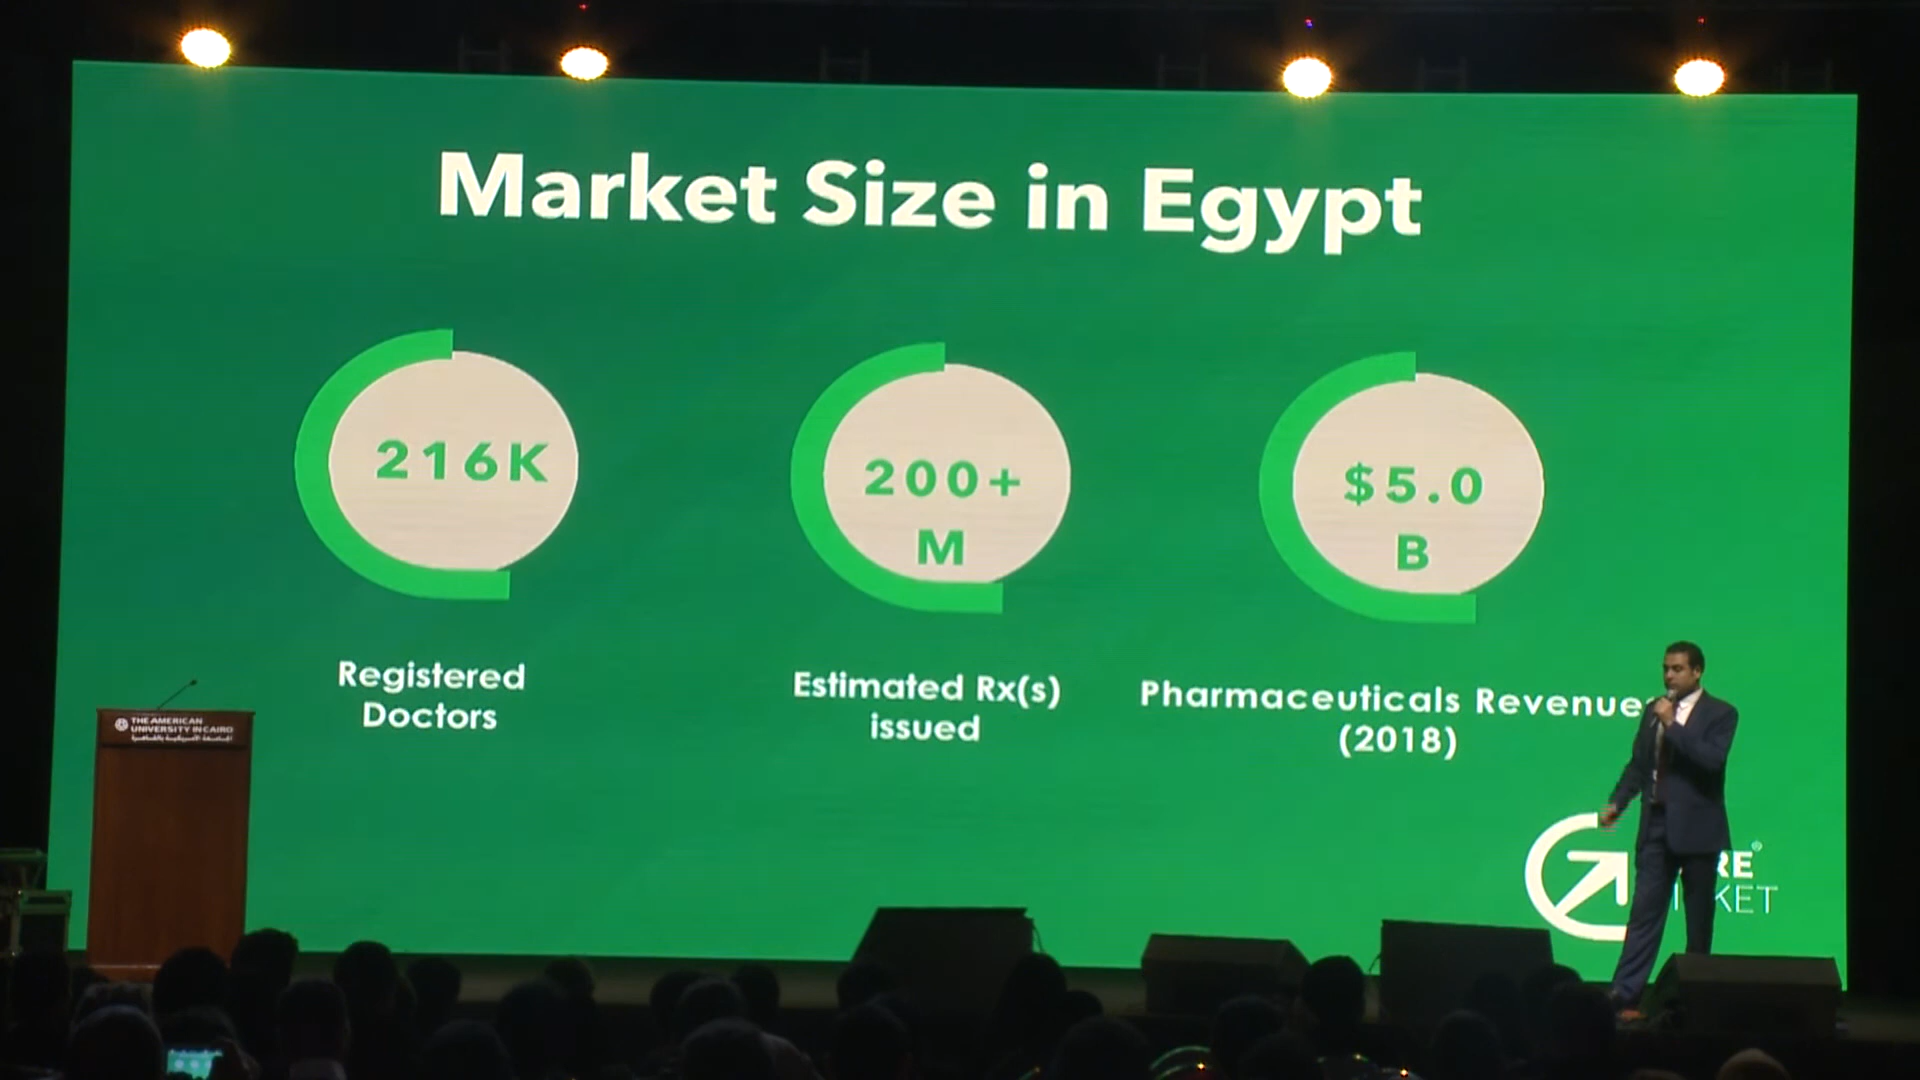 Market Size in Egypt
216K
200+
M
$5.0
B
Registered
Doctors
Estimated Rx(s)
issued
Pharmaceuticals Revenue
(2018)
THE AMERICAN
UNIVERSITY IN CAIRO